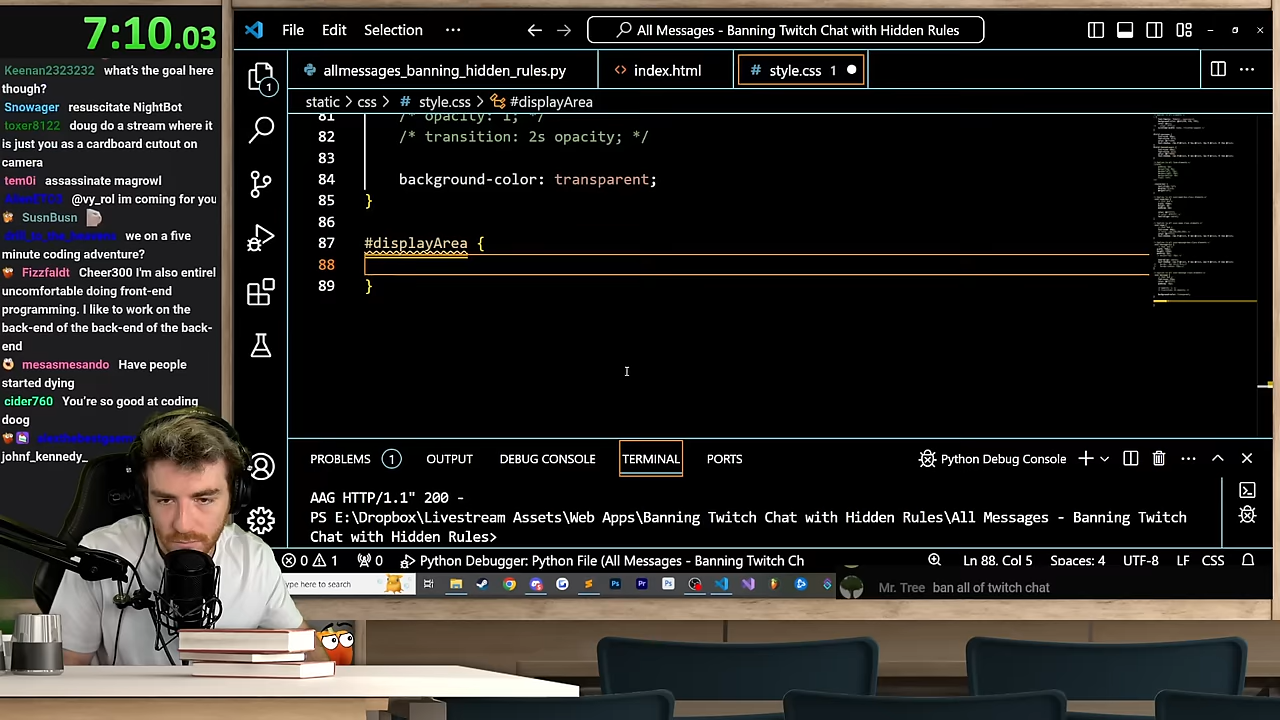 7:10.03
Keenan2323232 what's the goal here
though?
Snowager resuscitate NightBot
toxer8122 doug do a stream where it
is just you as a cardboard cutout on
camera
tem0i assassinate magrowl
@vy_rol im coming for you
SusnBusn
we on a five
minute coding adventure?
Fizzfaldt Cheer300 I'm also entirel
uncomfortable doing front-end
programming. I like to work on the
back-end of the back-end of the back-
end
mesasmesando Have people
started dying
cider760 You're so good at coding
doog
johnf_kennedy_
File Edit Selection ···
All Messages - Banning Twitch Chat with Hidden Rules
allmessages_banning_hidden_rules.py
index.html
style.css 1
static > css > style.css > #displayArea
81 /* opacity: 1; */
82 /* transition: 2s opacity; */
83
84 background-color: transparent;
85 }
86
87 #displayArea {
88
89 }
1
PROBLEMS 1 OUTPUT DEBUG CONSOLE TERMINAL PORTS
Python Debug Console
AAG HTTP/1.1" 200 -
PS E:\Dropbox\Livestream Assets\Web Apps\Banning Twitch Chat with Hidden Rules\All Messages - Banning Twitch
Chat with Hidden Rules>
0 1 0 Python Debugger: Python File (All Messages - Banning Twitch Ch
Ln 88, Col 5 Spaces: 4 UTF-8 LF CSS
ype here to search
Mr. Tree ban all of twitch chat